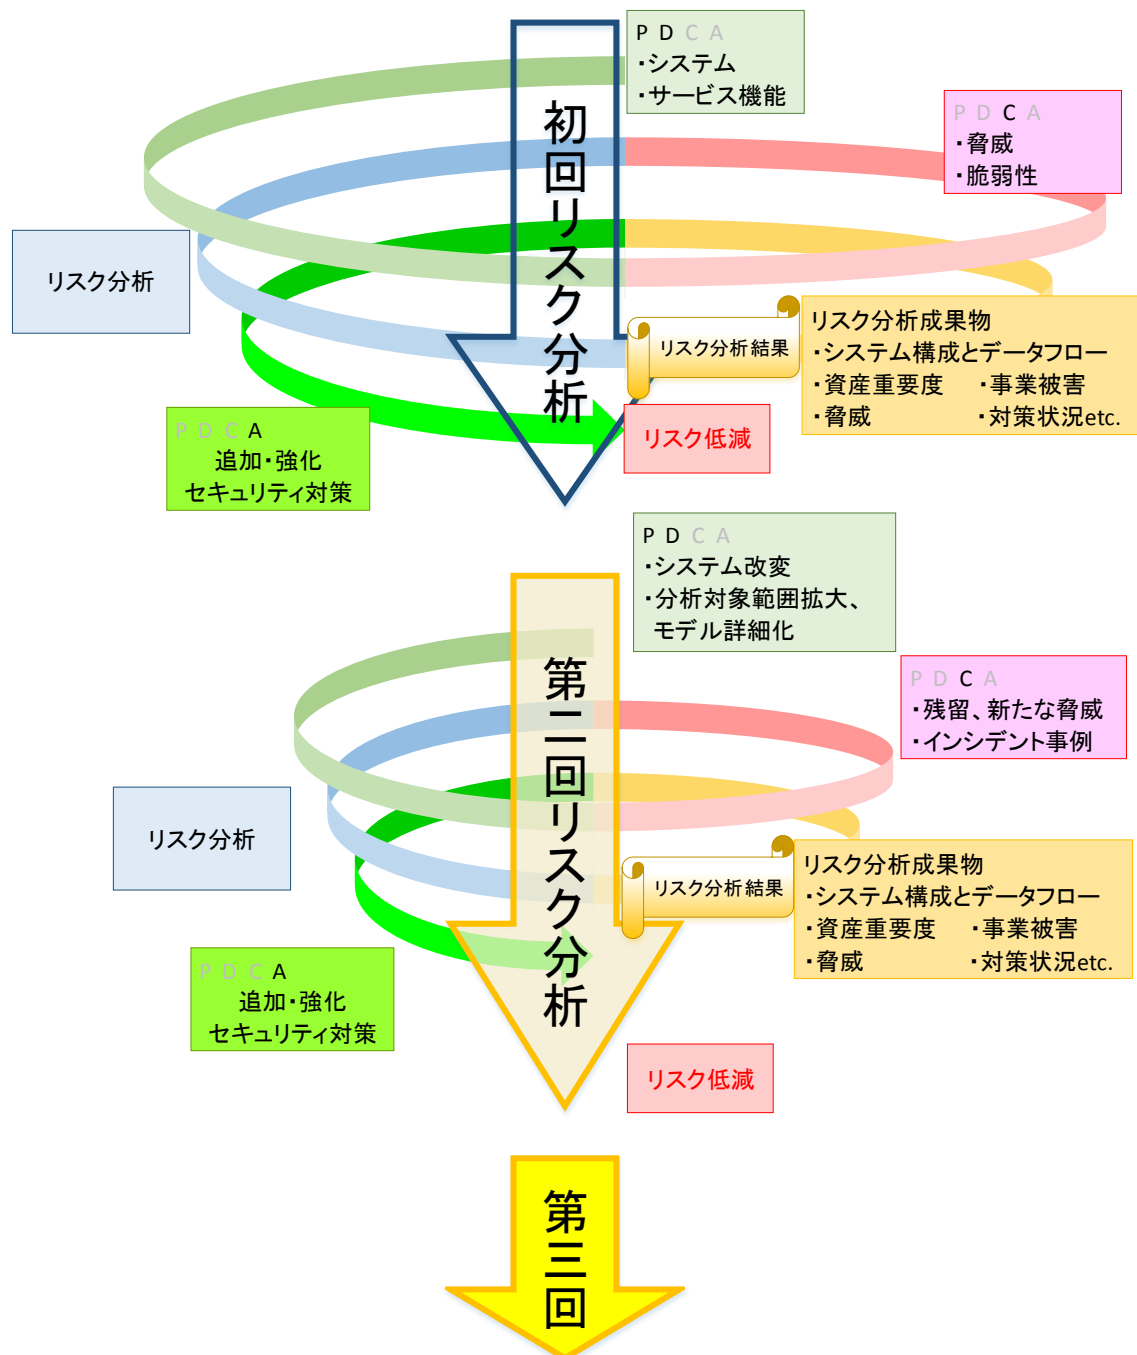 P D C A
・システム
・サービス機能
P D C A
・脅威
・脆弱性
初回リスク分析
リスク分析
リスク分析結果
リスク分析成果物
・システム構成とデータフロー
・資産重要度 ・事業被害
・脅威 ・対策状況etc.
P D C A
追加・強化
セキュリティ対策
リスク低減
P D C A
・システム改変
・分析対象範囲拡大、
モデル詳細化
第二回リスク分析
P D C A
・残留、新たな脅威
・インシデント事例
リスク分析
リスク分析結果
リスク分析成果物
・システム構成とデータフロー
・資産重要度 ・事業被害
・脅威 ・対策状況etc.
P D C A
追加・強化
セキュリティ対策
リスク低減
第三回